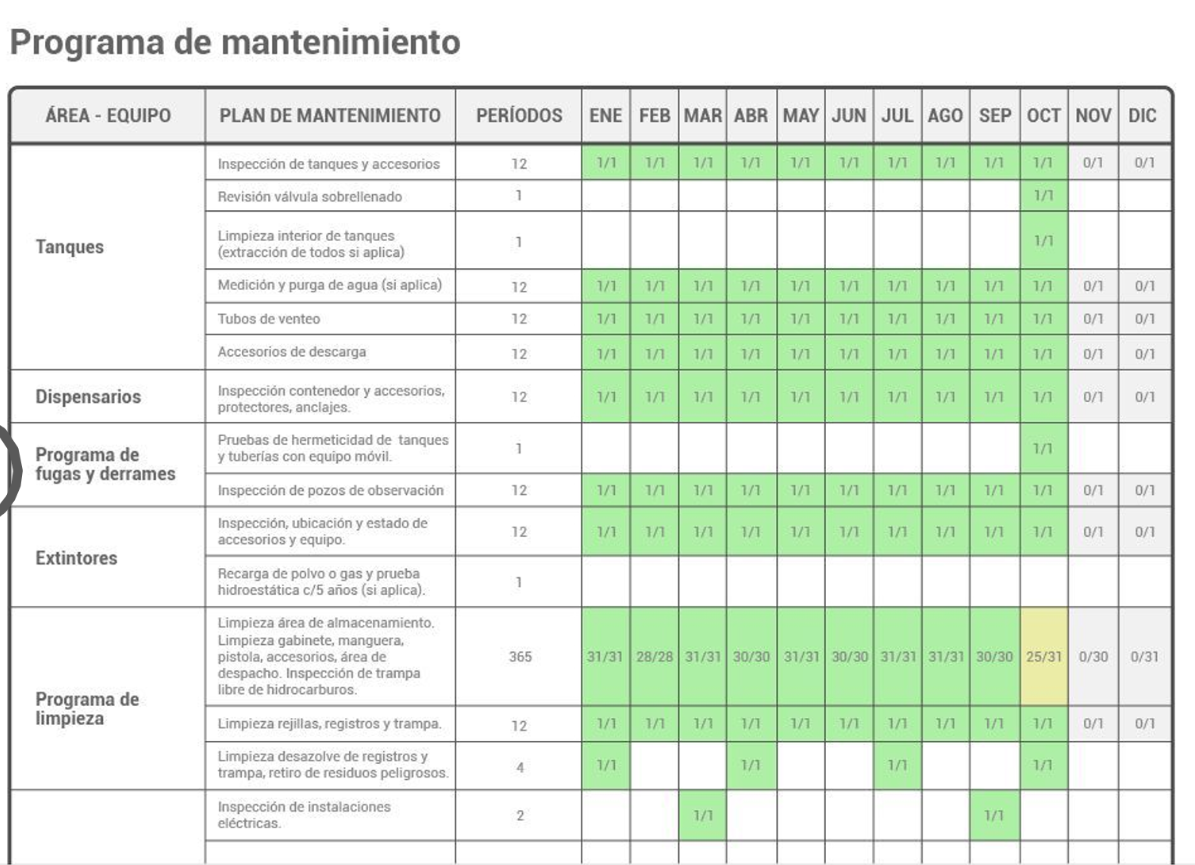 Programa de mantenimiento
ÁREA - EQUIPO PLAN DE MANTENIMIENTO PERÍODOS ENE FEB MAR ABR MAY JUN JUL AGO SEP OCT NOV DIC
Tanques
Inspección de tanques y accesorios 12 1/1 1/1 1/1 1/1 1/1 1/1 1/1 1/1 1/1 1/1 0/1 0/1
Revisión válvula sobrellenado 1 1/1
Limpieza interior de tanques
(extracción de todos si aplica) 1 1/1
Medición y purga de agua (si aplica) 12 1/1 1/1 1/1 1/1 1/1 1/1 1/1 1/1 1/1 1/1 0/1 0/1
Tubos de venteo 12 1/1 1/1 1/1 1/1 1/1 1/1 1/1 1/1 1/1 1/1 0/1 0/1
Accesorios de descarga 12 1/1 1/1 1/1 1/1 1/1 1/1 1/1 1/1 1/1 1/1 0/1 0/1
Dispensarios
Inspección contenedor y accesorios,
protectores, anclajes. 12 1/1 1/1 1/1 1/1 1/1 1/1 1/1 1/1 1/1 1/1 0/1 0/1
Programa de
fugas y derrames
Pruebas de hermeticidad de tanques
y tuberías con equipo móvil. 1 1/1
Inspección de pozos de observación 12 1/1 1/1 1/1 1/1 1/1 1/1 1/1 1/1 1/1 1/1 0/1 0/1
Extintores
Inspección, ubicación y estado de
accesorios y equipo. 12 1/1 1/1 1/1 1/1 1/1 1/1 1/1 1/1 1/1 1/1 0/1 0/1
Recarga de polvo o gas y prueba
hidroestática c/5 años (si aplica). 1
Programa de
limpieza
Limpieza área de almacenamiento.
Limpieza gabinete, manguera,
pistola, accesorios, área de
despacho. Inspección de trampa
libre de hidrocarburos. 365 31/31 28/28 31/31 30/30 31/31 30/30 31/31 31/31 30/30 25/31 0/30 0/31
Limpieza rejillas, registros y trampa. 12 1/1 1/1 1/1 1/1 1/1 1/1 1/1 1/1 1/1 1/1 0/1 0/1
Limpieza desazolve de registros y
trampa, retiro de residuos peligrosos. 4 1/1 1/1 1/1 1/1
Inspección de instalaciones
eléctricas. 2 1/1 1/1